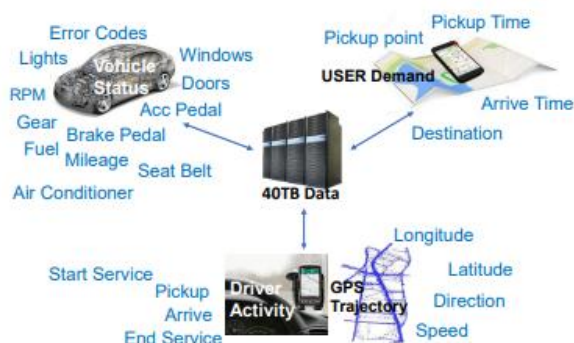 Error Codes
Lights
Vehicle Status
Windows
Doors
RPM
Acc Pedal
Gear
Brake Pedal
Fuel
Mileage
Seat Belt
Air Conditioner
Pickup Time
Pickup point
USER Demand
Arrive Time
Destination
40TB Data
Start Service
Pickup
Arrive
End Service
Driver
Activity
GPS
Trajectory
Longitude
Latitude
Direction
Speed